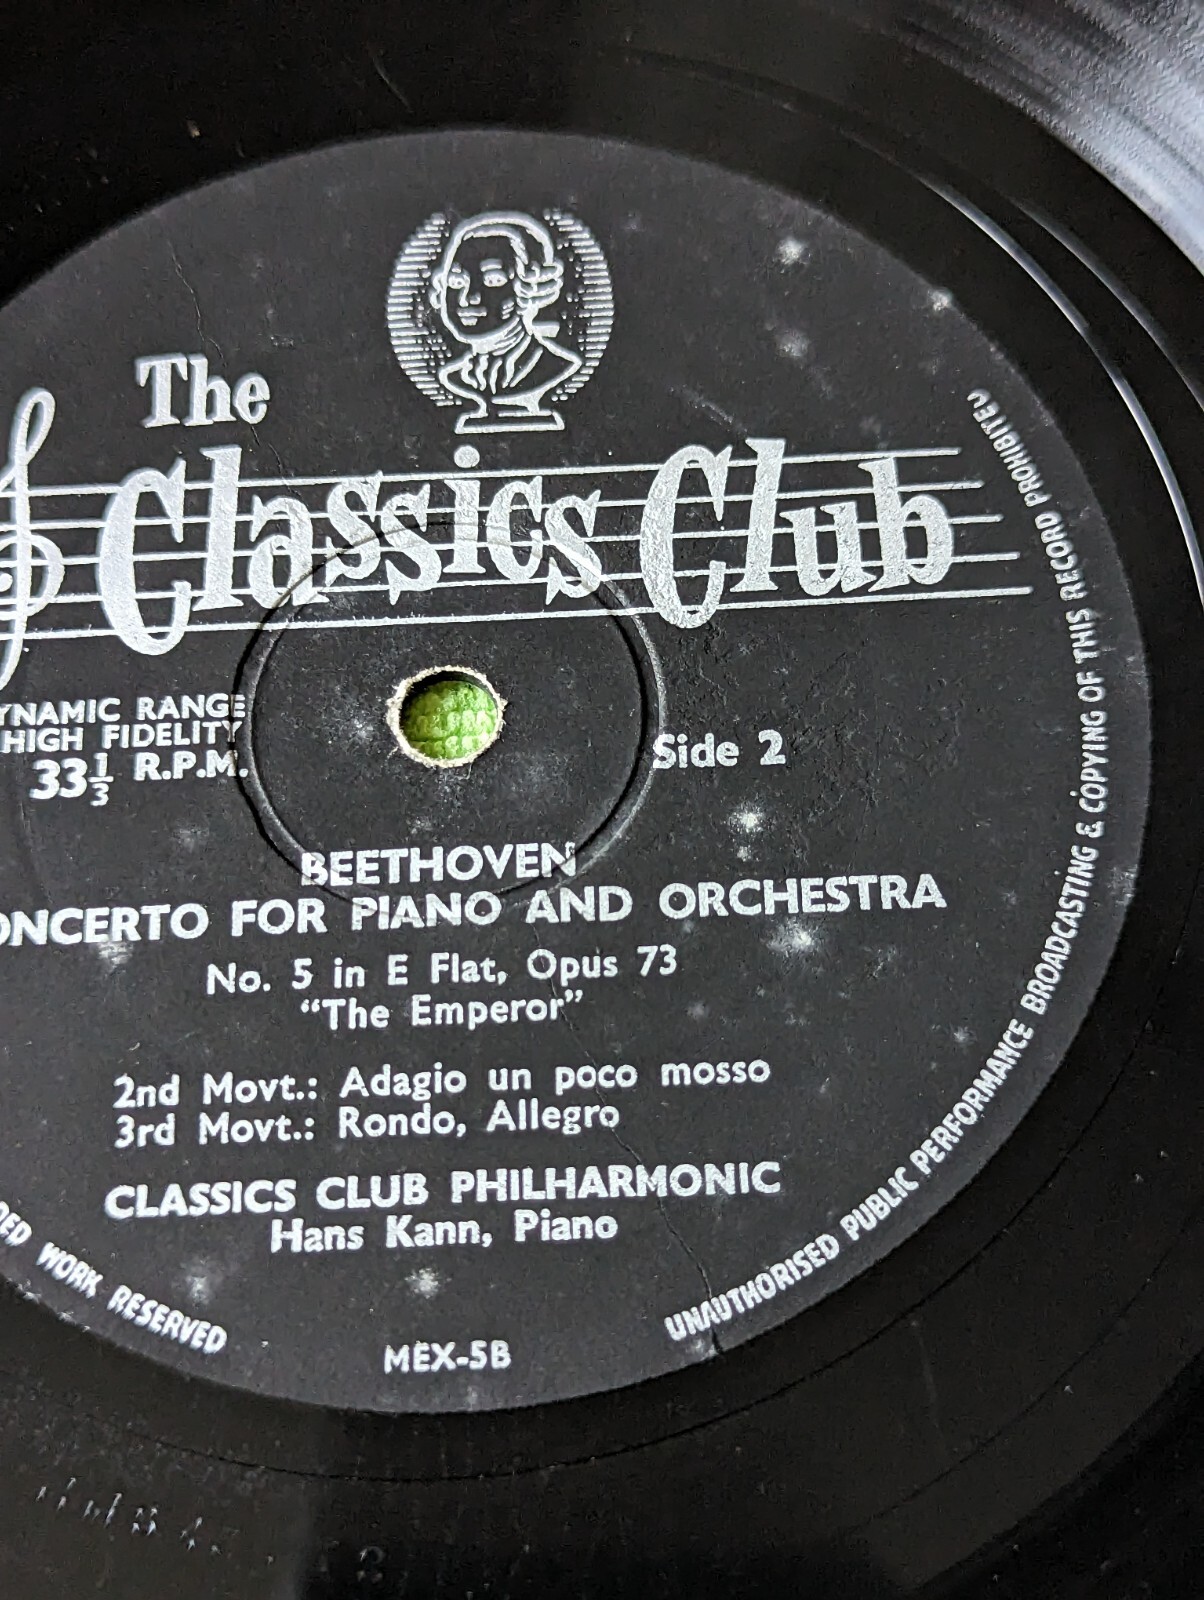 The
Classics Club
YNAMIC RANGE
HIGH FIDELITY
33⅓ R.P.M.
Side 2
BEETHOVEN
ONCERTO FOR PIANO AND ORCHESTRA
No. 5 in E Flat, Opus 73
“The Emperor”
2nd Movt.: Adagio un poco mosso
3rd Movt.: Rondo, Allegro
CLASSICS CLUB PHILHARMONIC
Hans Kann, Piano
MEX-5B
DED WORK RESERVED
UNAUTHORISED PUBLIC PERFORMANCE BROADCASTING & COPYING OF THIS RECORD PROHIBITED